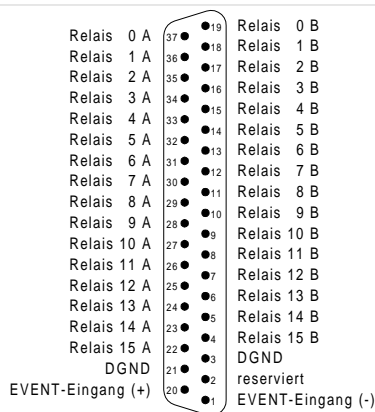 19 Relais 0 B
Relais 0 A 37
18 Relais 1 B
Relais 1 A 36
17 Relais 2 B
Relais 2 A 35
16 Relais 3 B
Relais 3 A 34
15 Relais 4 B
Relais 4 A 33
14 Relais 5 B
Relais 5 A 32
13 Relais 6 B
Relais 6 A 31
12 Relais 7 B
Relais 7 A 30
11 Relais 8 B
Relais 8 A 29
10 Relais 9 B
Relais 9 A 28
9 Relais 10 B
Relais 10 A 27
8 Relais 11 B
Relais 11 A 26
7 Relais 12 B
Relais 12 A 25
6 Relais 13 B
Relais 13 A 24
5 Relais 14 B
Relais 14 A 23
4 Relais 15 B
Relais 15 A 22
3 DGND
DGND 21
2 reserviert
EVENT-Eingang (+) 20
1 EVENT-Eingang (-)